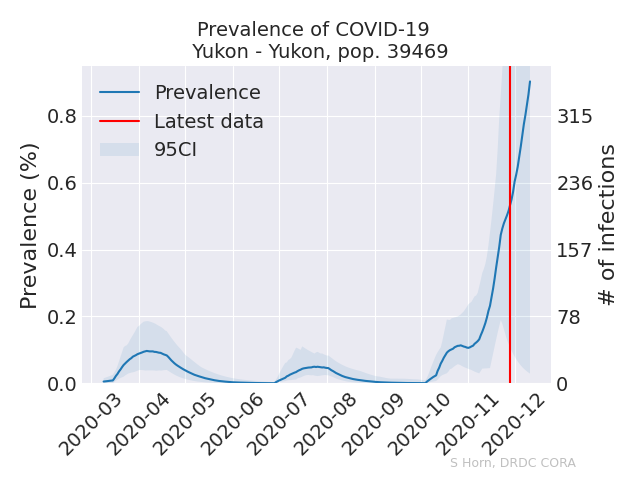 Prevalence of COVID-19
Yukon - Yukon, pop. 39469
Prevalence
Latest data
95CI
Prevalence (%)
0.8
0.6
0.4
0.2
0.0
315
236
157
78
0
# of infections
2020-03
2020-04
2020-05
2020-06
2020-07
2020-08
2020-09
2020-10
2020-11
2020-12
S Horn, DRDC CORA